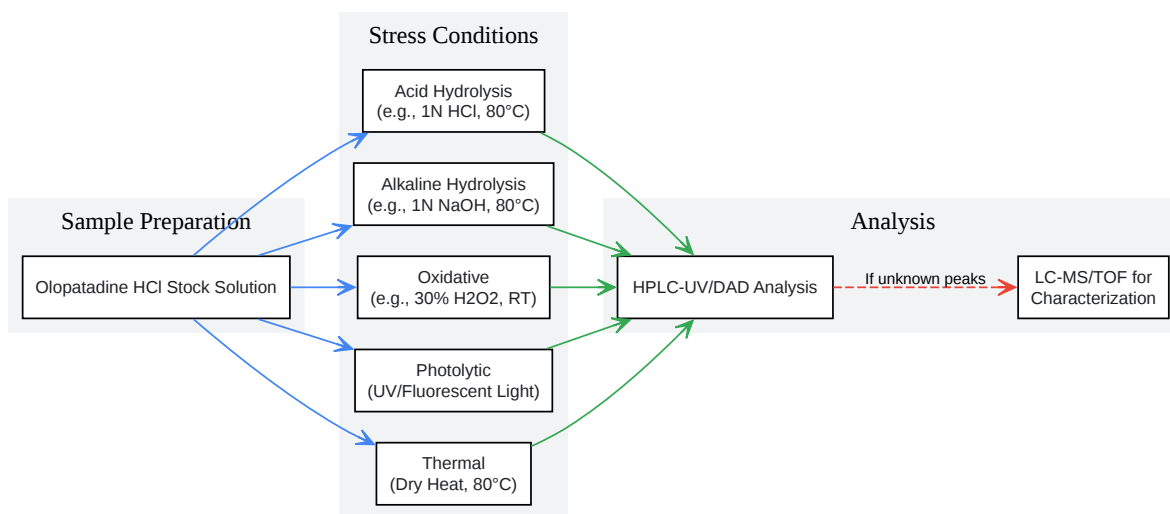 Stress Conditions
Acid Hydrolysis
(e.g., 1N HCl, 80°C)
Alkaline Hydrolysis
(e.g., 1N NaOH, 80°C)
Sample Preparation
Analysis
Olopatadine HCl Stock Solution
Oxidative
(e.g., 30% H2O2, RT)
HPLC-UV/DAD Analysis
If unknown peaks
LC-MS/TOF for
Characterization
Photolytic
(UV/Fluorescent Light)
Thermal
(Dry Heat, 80°C)